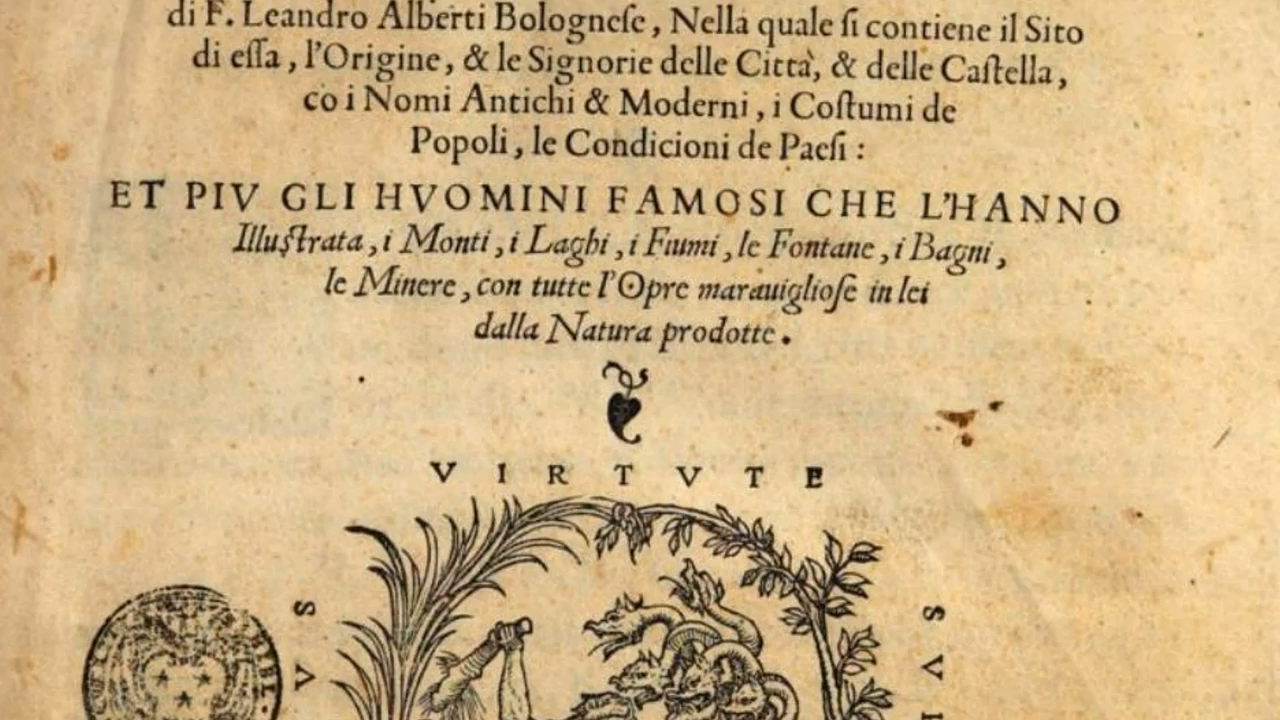 di F. Leandro Alberti Bolognese, Nella quale si contiene il Sito
di essa, l'Origine, & le Signorie delle Città, & delle Castella,
co i Nomi Antichi & Moderni, i Costumi de
Popoli, le Condicioni de Paesi:
ET PIV GLI HVOMINI FAMOSI CHE L'HANNO
Illustrata, i Monti, i Laghi, i Fiumi, le Fontane, i Bagni,
le Minere, con tutte l'Opre marauigliose in lei
dalla Natura prodotte.
VIRTVTE